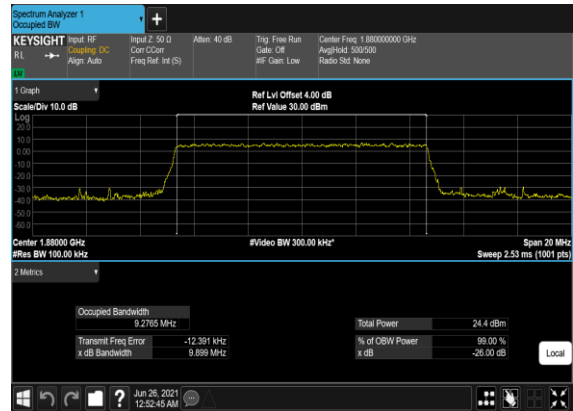 Spectrum Analyzer 1
Occupied BW
+
KEYSIGHT Input: RF Input Z: 50 Ω Atten: 40 dB Trig: Free Run Center Freq: 1.880000000 GHz
RL Coupling: DC Corr CCorr Gate: Off Avg|Hold: 500/500
Align: Auto Freq Ref: Int (S) #IF Gain: Low Radio Std: None
1 Graph
Ref Lvl Offset 4.00 dB
Scale/Div 10.0 dB Ref Value 30.00 dBm
Log
20.0
10.0
0.00
-10.0
-20.0
-30.0
-40.0
-50.0
-60.0
Center 1.88000 GHz #Video BW 300.00 kHz* Span 20 MHz
#Res BW 100.00 kHz Sweep 2.53 ms (1001 pts)
2 Metrics
Occupied Bandwidth
9.2765 MHz Total Power 24.4 dBm
Transmit Freq Error -12.391 kHz % of OBW Power 99.00 %
x dB Bandwidth 9.899 MHz x dB -26.00 dB
Local
? Jun 26, 2021
12:52:45 AM